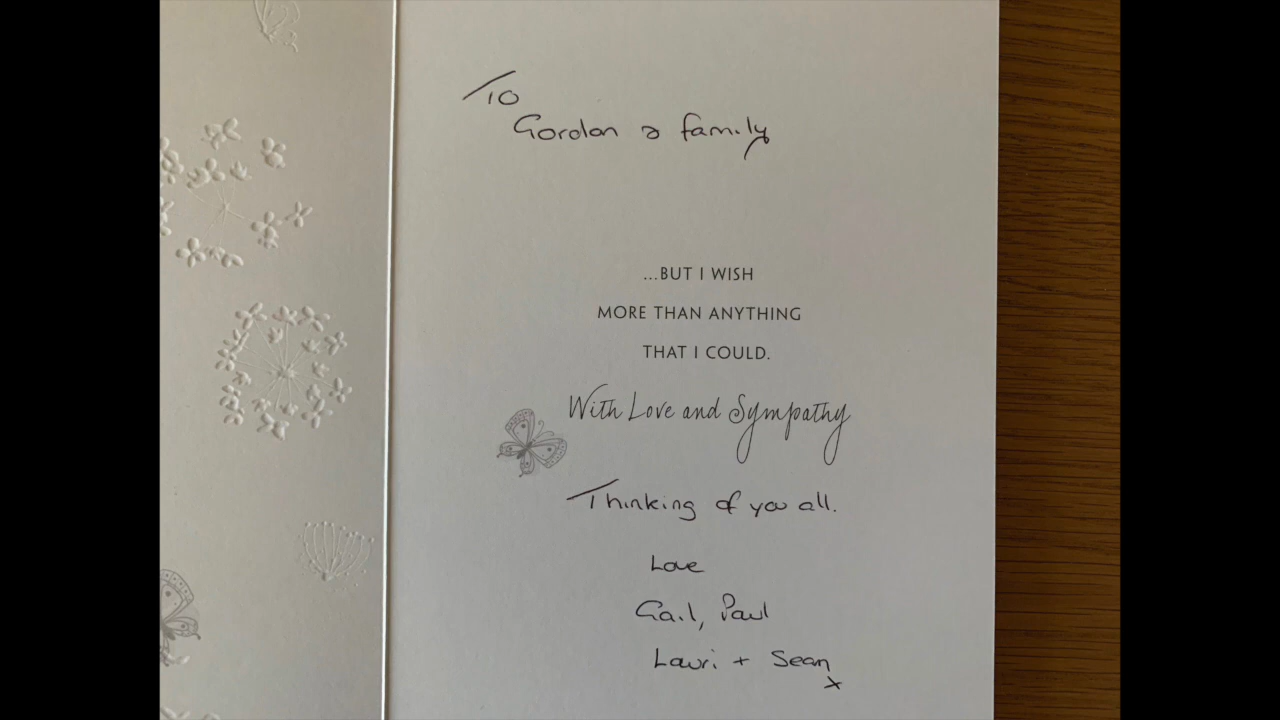 To
Gordon & family
...BUT I WISH
MORE THAN ANYTHING
THAT I COULD.
With Love and Sympathy
Thinking of you all.
Love
Gail, Paul
Lauri + Sean
x